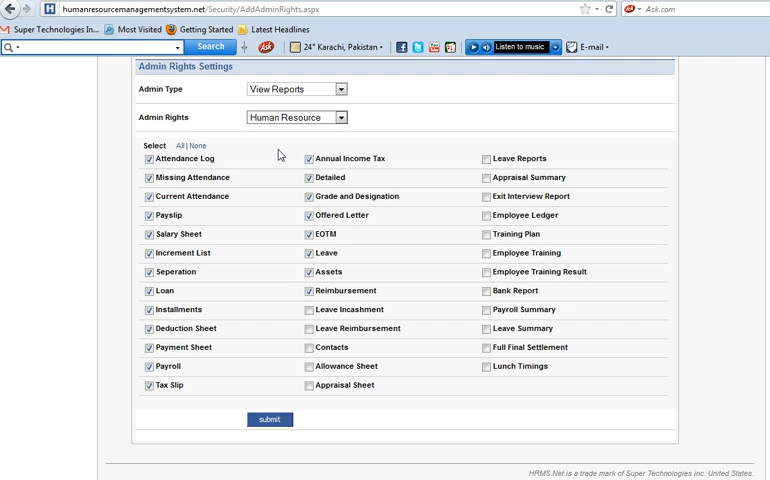 humanresourcemanagementsystem.net/Security/AddAdminRights.aspx
Ask.com
Super Technologies In...
Most Visited
Getting Started
Latest Headlines
Search
Ask
24° Karachi, Pakistan
Listen to music
E-mail
Admin Rights Settings
Admin Type
View Reports
Admin Rights
Human Resource
Select All | None
Attendance Log Annual Income Tax Leave Reports
Missing Attendance Detailed Appraisal Summary
Current Attendance Grade and Designation Exit Interview Report
Payslip Offered Letter Employee Ledger
Salary Sheet EOTM Training Plan
Increment List Leave Employee Training
Seperation Assets Employee Training Result
Loan Reimbursement Bank Report
Installments Leave Incashment Payroll Summary
Deduction Sheet Leave Reimbursement Leave Summary
Payment Sheet Contacts Full Final Settlement
Payroll Allowance Sheet Lunch Timings
Tax Slip Appraisal Sheet
submit
HRMS.Net is a trade mark of Super Technologies inc. United States.